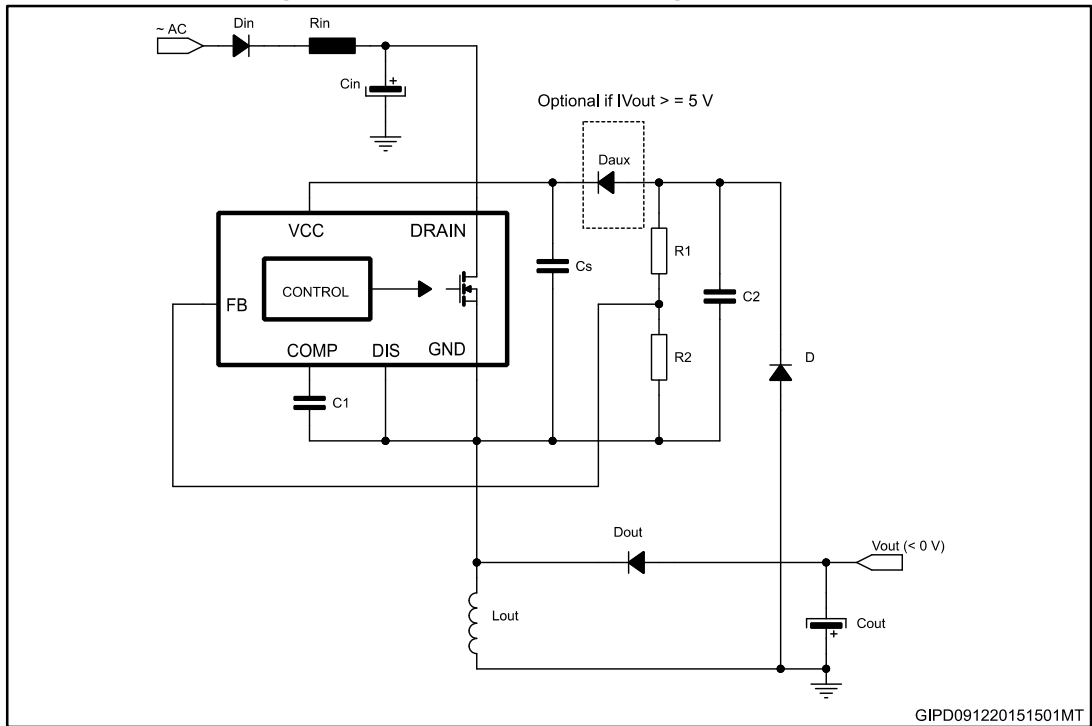 ~ AC
Din
Rin
Cin
+
Optional if IVout > = 5 V
Daux
VCC
DRAIN
R1
Cs
C2
CONTROL
FB
R2
D
COMP
DIS
GND
C1
Dout
Vout (< 0 V)
Lout
Cout
+
GIPD091220151501MT